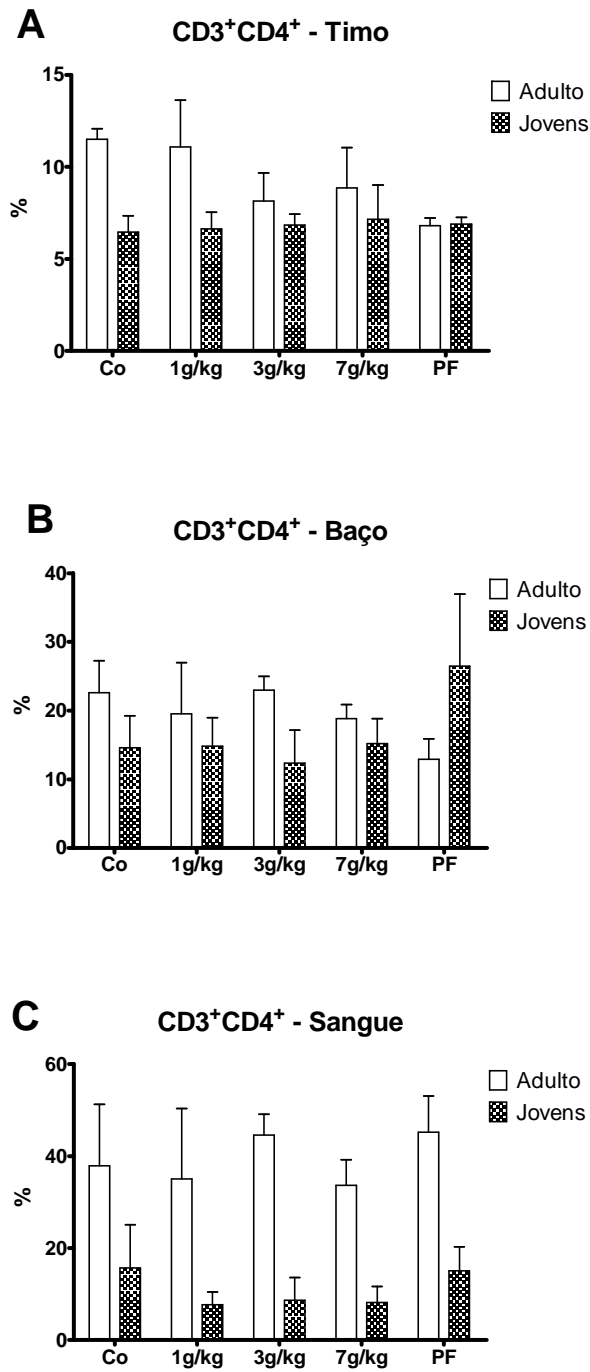 A
CD3⁺CD4⁺ - Timo
15
10
5
0
%
Adulto
Jovens
Co 1g/kg 3g/kg 7g/kg PF
B
CD3⁺CD4⁺ - Baço
40
30
20
10
0
%
Adulto
Jovens
Co 1g/kg 3g/kg 7g/kg PF
C
CD3⁺CD4⁺ - Sangue
60
40
20
0
%
Adulto
Jovens
Co 1g/kg 3g/kg 7g/kg PF